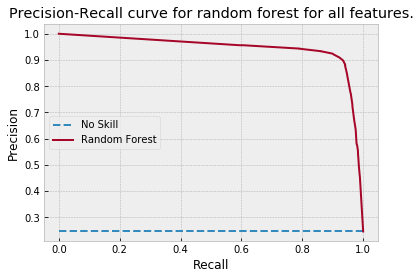 Precision-Recall curve for random forest for all features.
1.0
0.9
0.8
0.7
0.6
0.5
0.4
0.3
Precision
No Skill
Random Forest
0.0 0.2 0.4 0.6 0.8 1.0
Recall